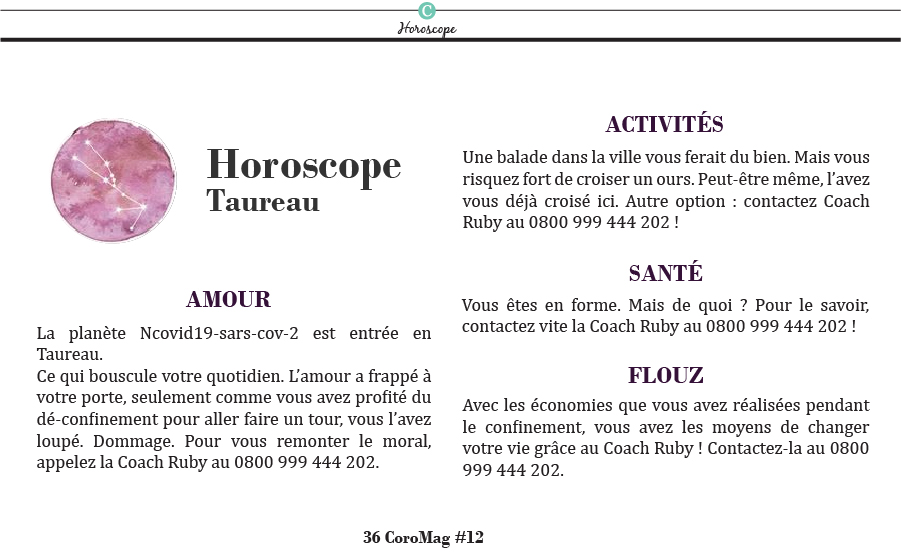 C
Horoscope
Horoscope
Taureau
AMOUR
La planète Ncovid19-sars-cov-2 est entrée en
Taureau.
Ce qui bouscule votre quotidien. L’amour a frappé à
votre porte, seulement comme vous avez profité du
dé-confinement pour aller faire un tour, vous l’avez
loupé. Dommage. Pour vous remonter le moral,
appelez la Coach Ruby au 0800 999 444 202.
ACTIVITÉS
Une balade dans la ville vous ferait du bien. Mais vous
risquez fort de croiser un ours. Peut-être même, l’avez
vous déjà croisé ici. Autre option : contactez Coach
Ruby au 0800 999 444 202 !
SANTÉ
Vous êtes en forme. Mais de quoi ? Pour le savoir,
contactez vite la Coach Ruby au 0800 999 444 202 !
FLOUZ
Avec les économies que vous avez réalisées pendant
le confinement, vous avez les moyens de changer
votre vie grâce au Coach Ruby ! Contactez-la au 0800
999 444 202.
36 CoroMag #12